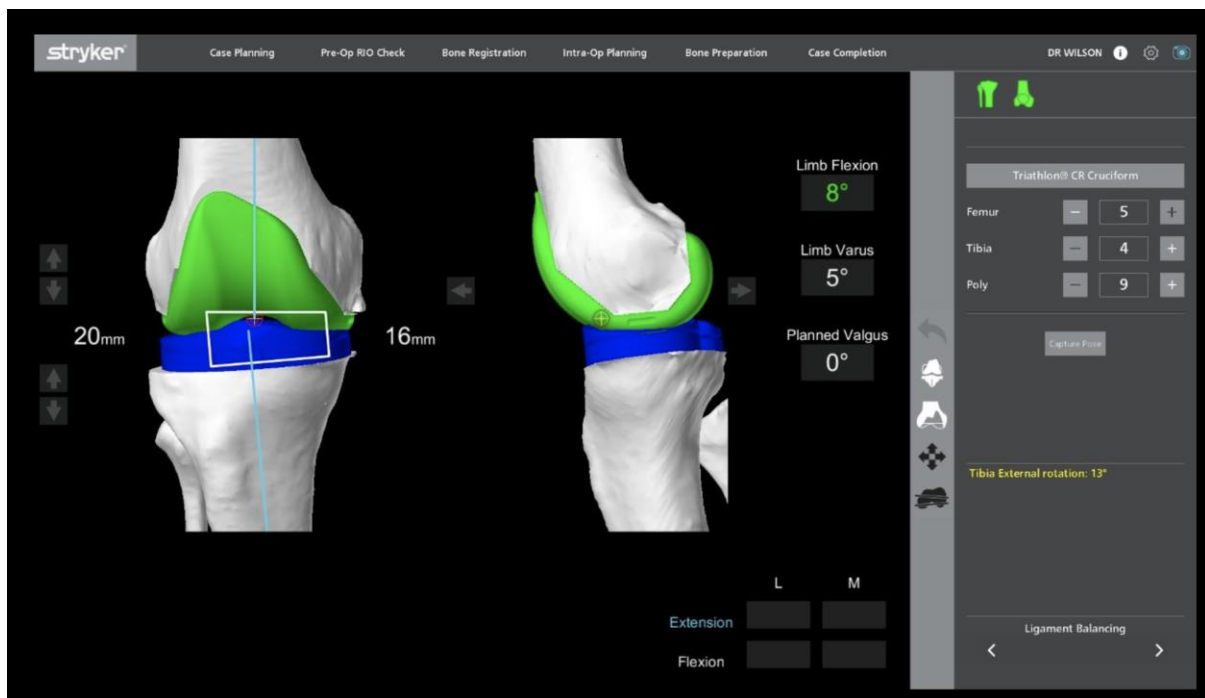 stryker
Case Planning
Pre-Op RIO Check
Bone Registration
Intra-Op Planning
Bone Preparation
Case Completion
DR WILSON
Limb Flexion
8°
Limb Varus
5°
Planned Valgus
0°
20mm
16mm
L M
Extension
Flexion
Triathlon® CR Cruciform
Femur − 5 +
Tibia − 4 +
Poly − 9 +
Capture Pose
Tibia External rotation: 13°
Ligament Balancing
< >